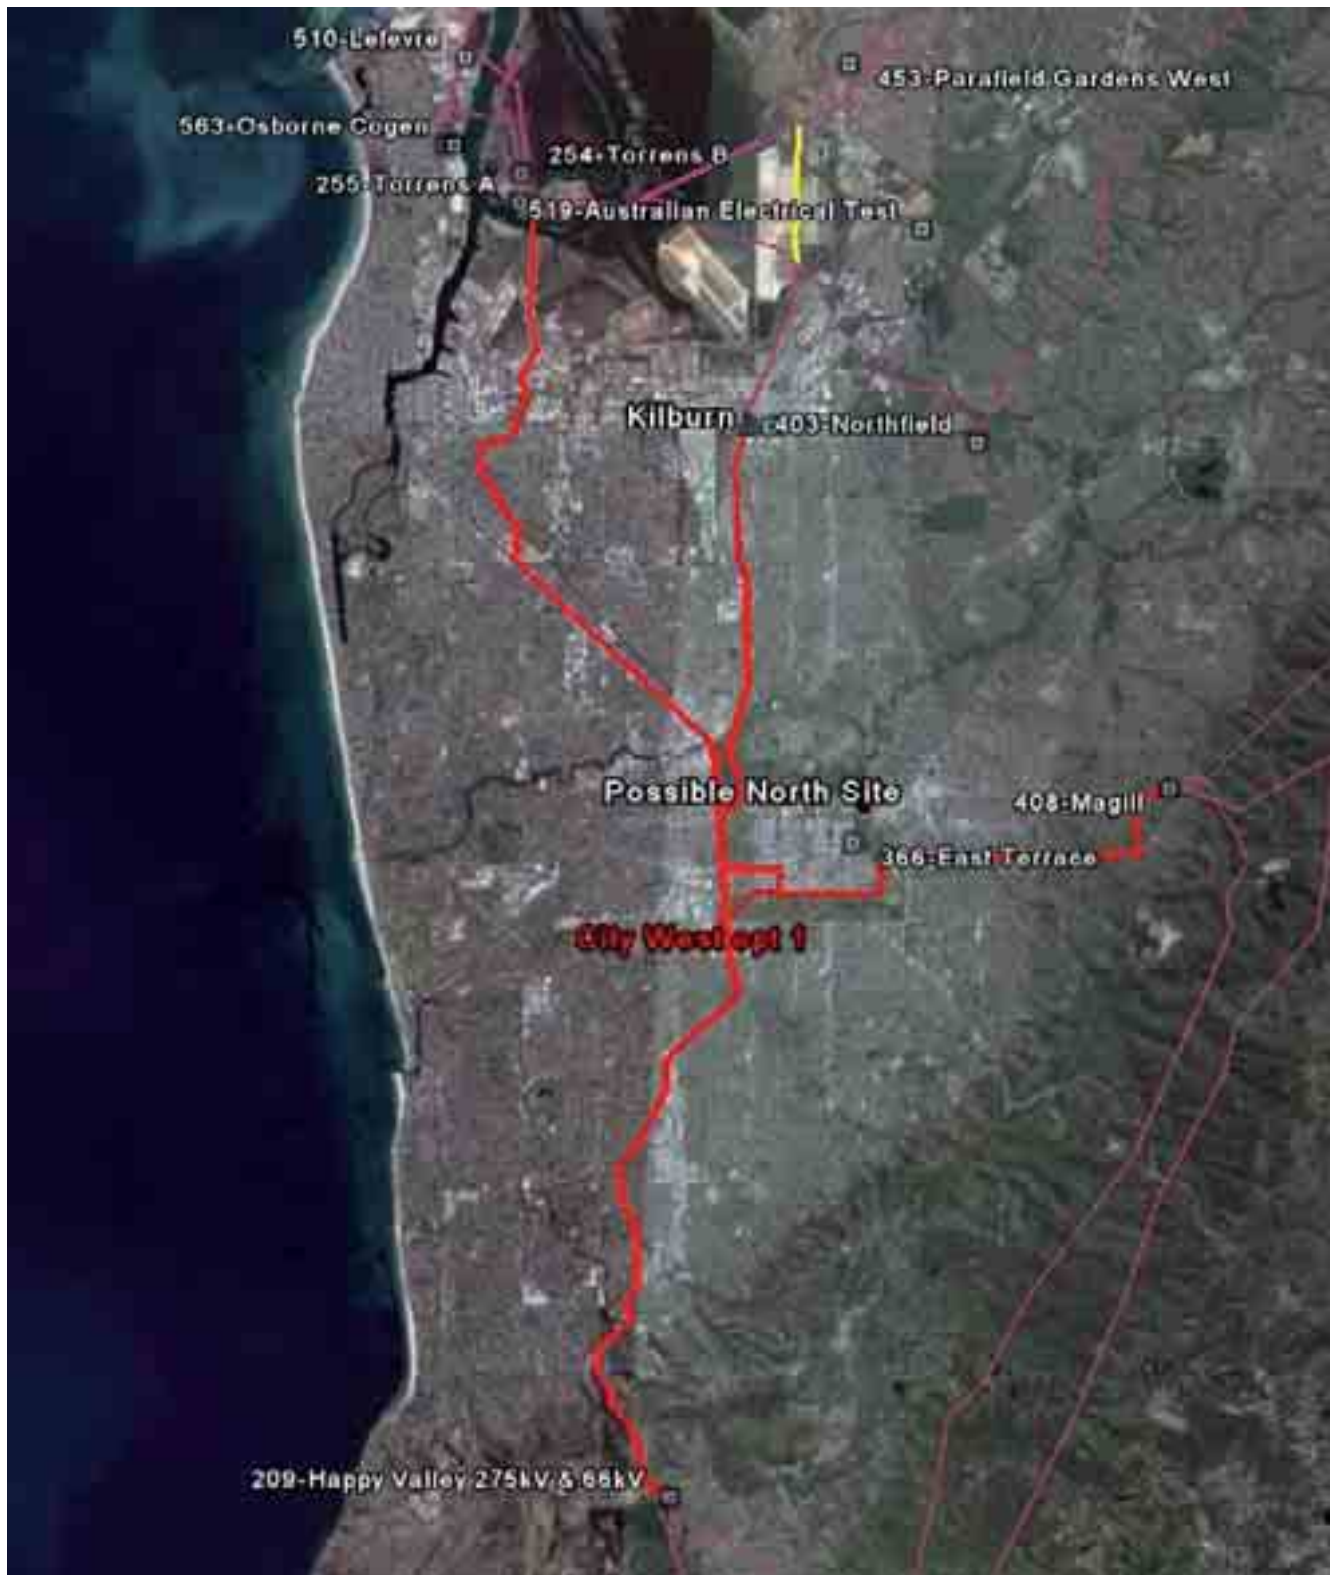 510-Lefevre
453-Parafield Gardens West
563-Osborne Cogen
254-Torrens B
255-Torrens A
519-Australian Electrical Test
Kilburn
403-Northfield
Possible North Site
408-Magill
366-East Terrace
City West opt 1
209-Happy Valley 275kV & 66kV